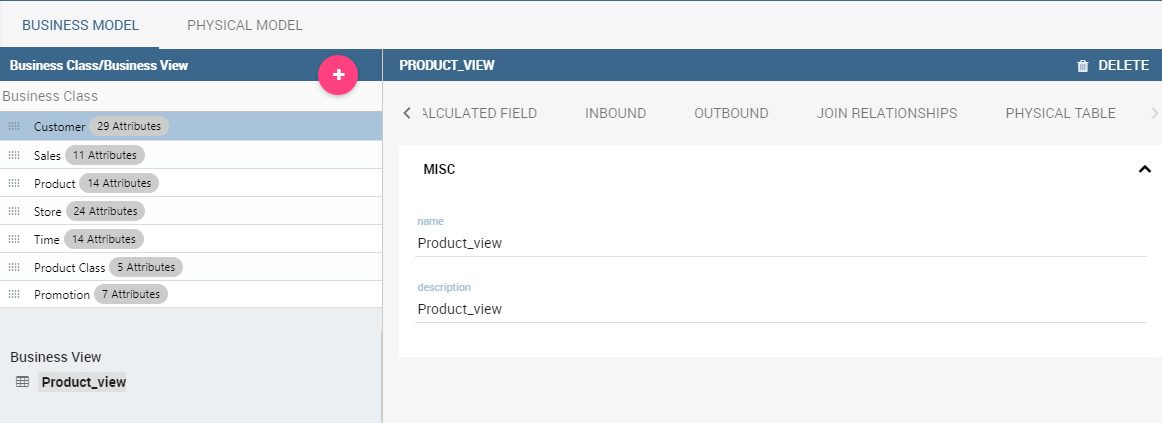 BUSINESS MODEL PHYSICAL MODEL
Business Class/Business View
+
PRODUCT_VIEW DELETE
Business Class
Customer 29 Attributes
Sales 11 Attributes
Product 14 Attributes
Store 24 Attributes
Time 14 Attributes
Product Class 5 Attributes
Promotion 7 Attributes
Business View
Product_view
ALCULATED FIELD INBOUND OUTBOUND JOIN RELATIONSHIPS PHYSICAL TABLE
MISC
name
Product_view
description
Product_view